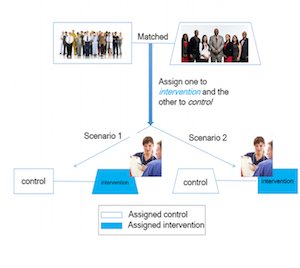 Matched
Assign one to
intervention and the
other to control
Scenario 1
Scenario 2
control
intervention
control
intervention
Assigned control
Assigned intervention